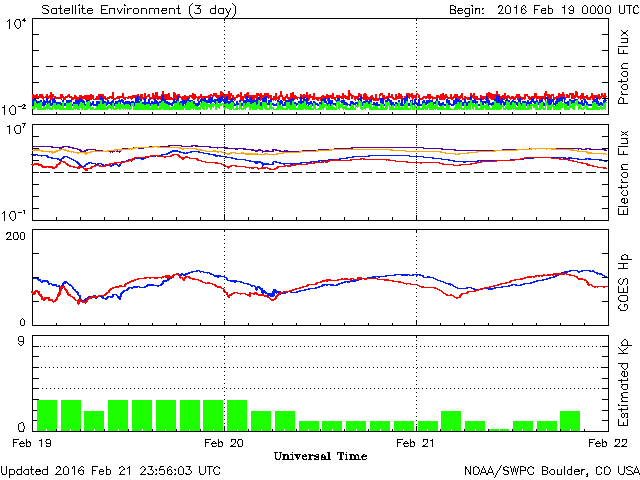 Satellite Environment (3 day) Begin: 2016 Feb 19 0000 UTC
10⁴
10⁻²
Proton Flux
10⁷
10⁻¹
Electron Flux
200
0
GOES Hp
9
0
Estimated Kp
Feb 19 Feb 20 Feb 21 Feb 22
Universal Time
Updated 2016 Feb 21 23:56:03 UTC NOAA/SWPC Boulder, CO USA